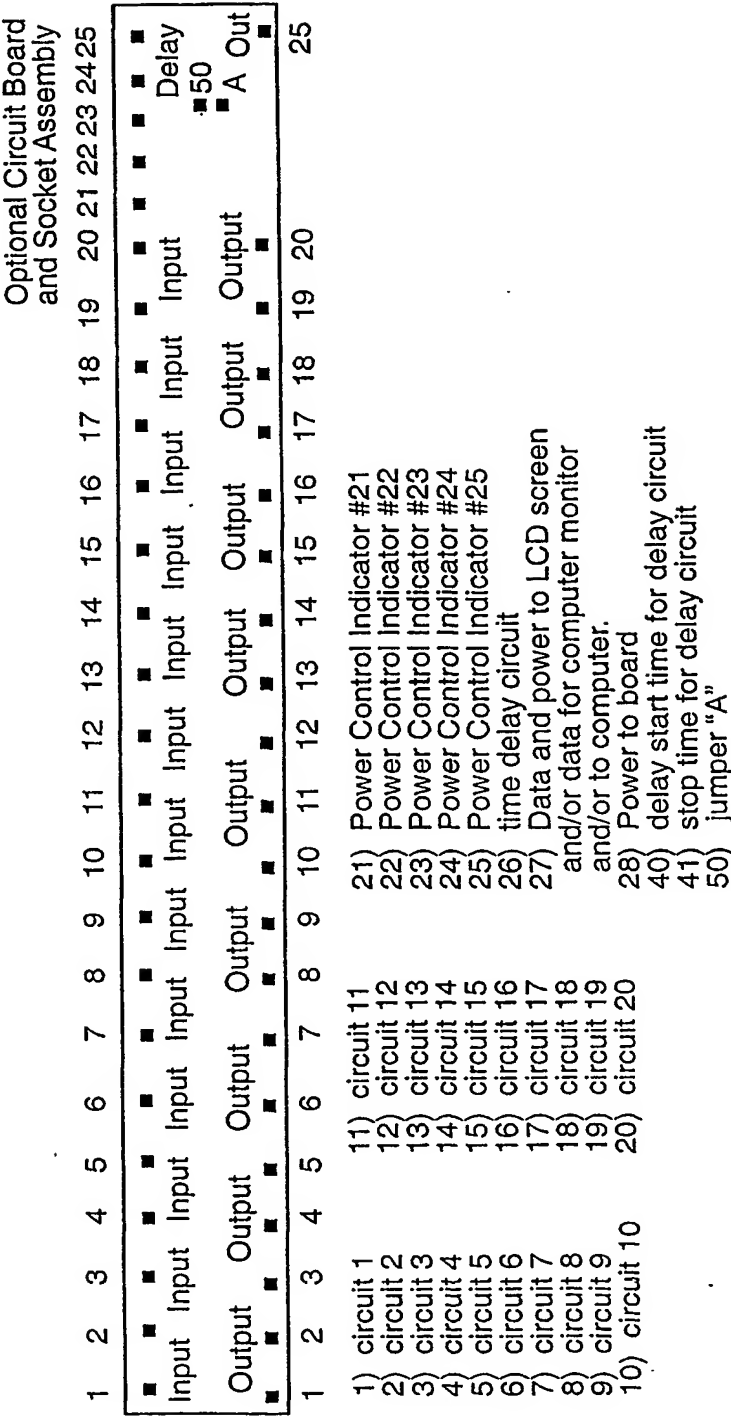 Optional Circuit Board
and Socket Assembly
1 2 3 4 5 6 7 8 9 10 11 12 13 14 15 16 17 18 19 20 21 22 23 24 25
Input Input Input Input Input Input Input Input Input Input Input Input Input Delay
50
A
Output Output Output Output Output Output Output Output Output Out
1 2 3 4 5 6 7 8 9 10 11 12 13 14 15 16 17 18 19 20 25
1) circuit 1
2) circuit 2
3) circuit 3
4) circuit 4
5) circuit 5
6) circuit 6
7) circuit 7
8) circuit 8
9) circuit 9
10) circuit 10
11) circuit 11
12) circuit 12
13) circuit 13
14) circuit 14
15) circuit 15
16) circuit 16
17) circuit 17
18) circuit 18
19) circuit 19
20) circuit 20
21) Power Control Indicator #21
22) Power Control Indicator #22
23) Power Control Indicator #23
24) Power Control Indicator #24
25) Power Control Indicator #25
26) time delay circuit
27) Data and power to LCD screen
and/or data for computer monitor
and/or to computer.
28) Power to board
40) delay start time for delay circuit
41) stop time for delay circuit
50) jumper "A"